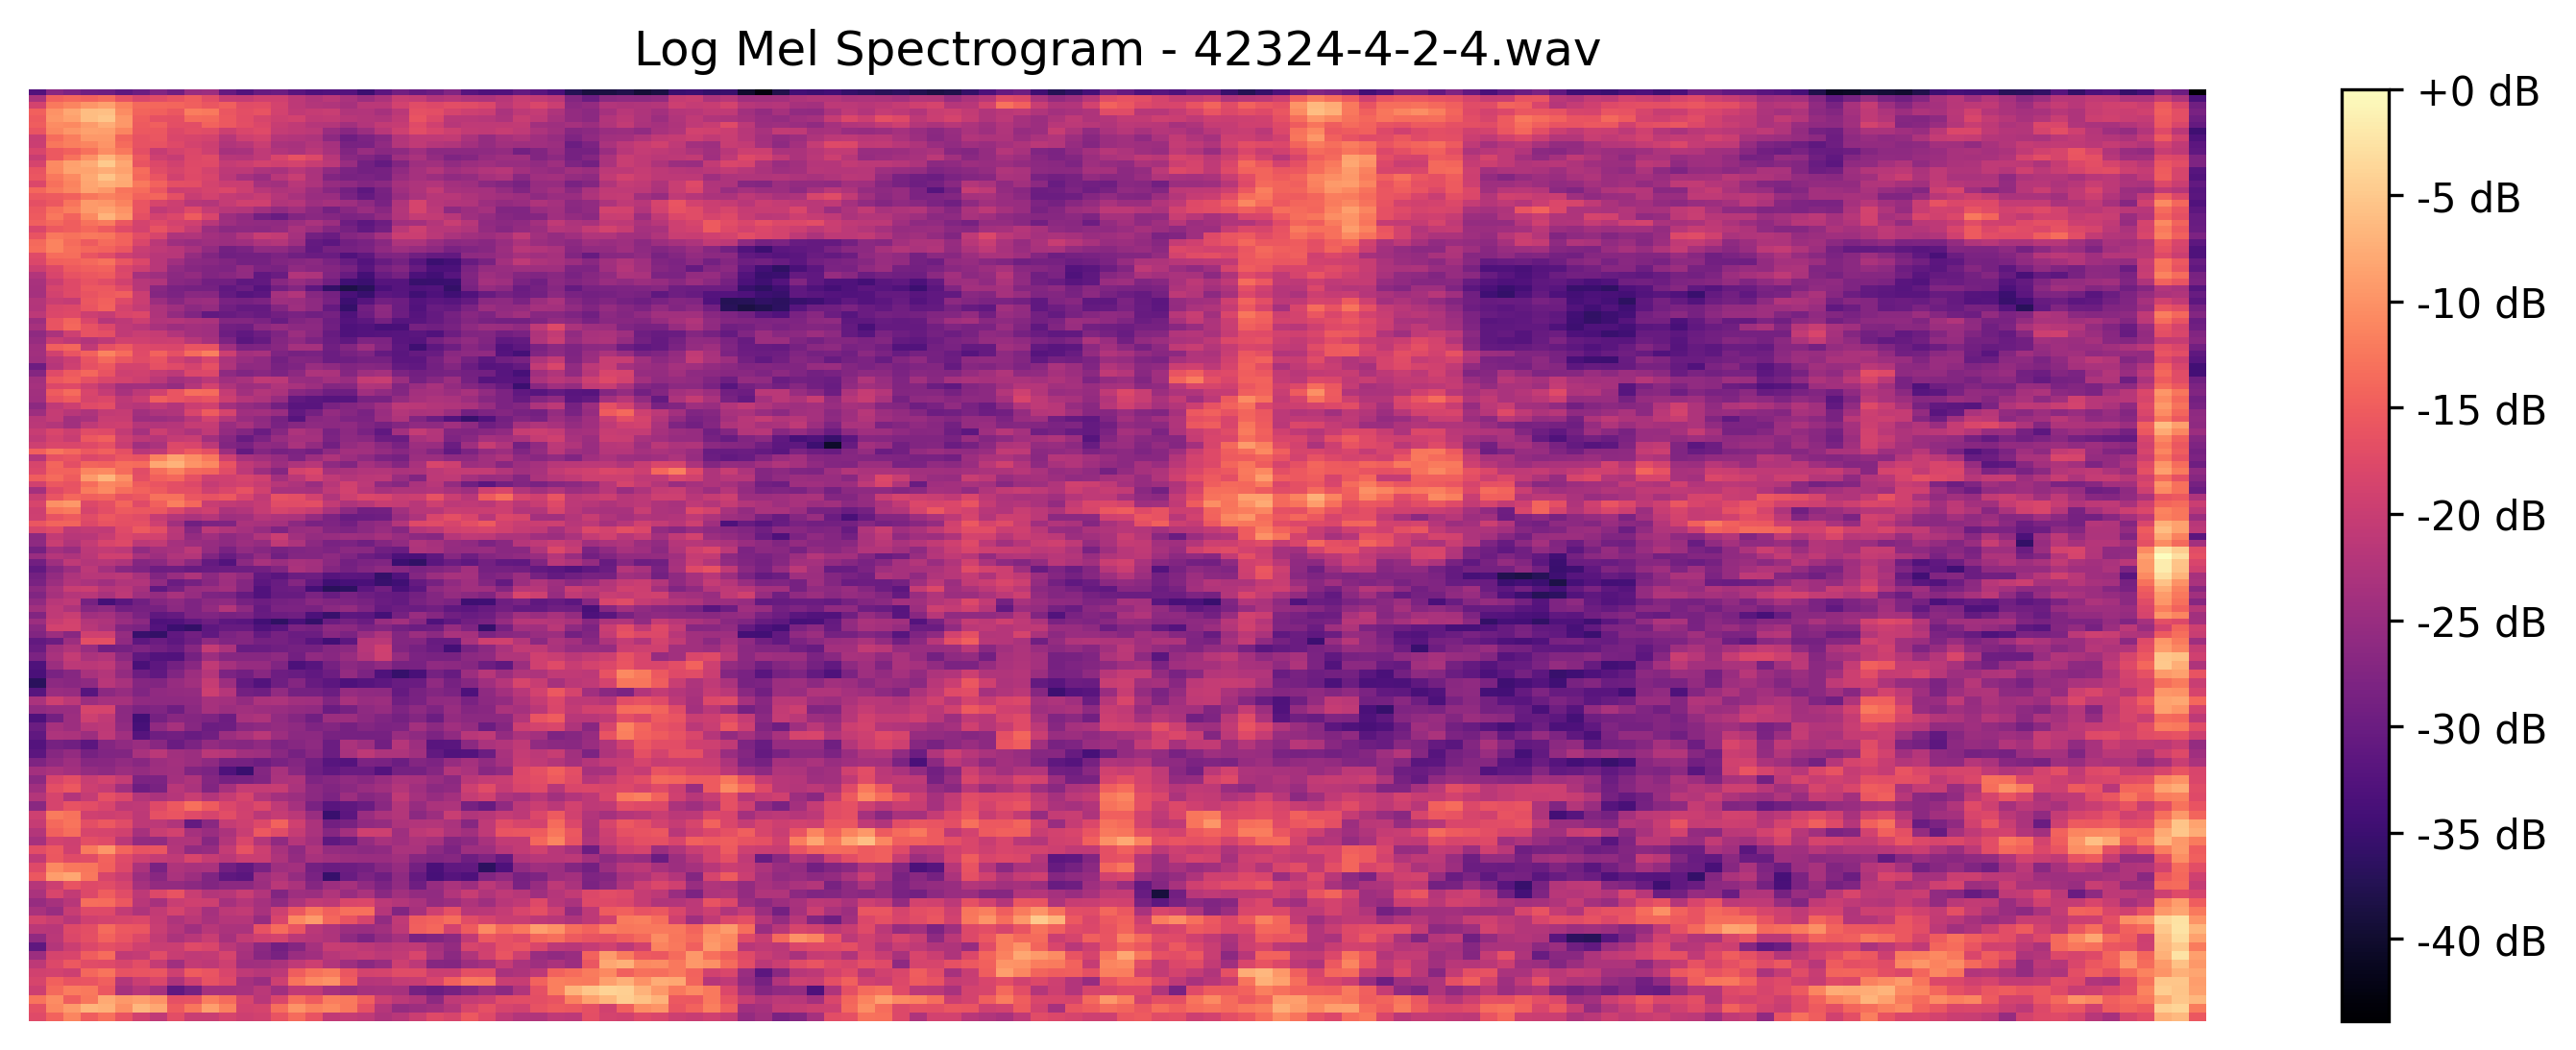 Log Mel Spectrogram - 42324-4-2-4.wav
+0 dB
-5 dB
-10 dB
-15 dB
-20 dB
-25 dB
-30 dB
-35 dB
-40 dB